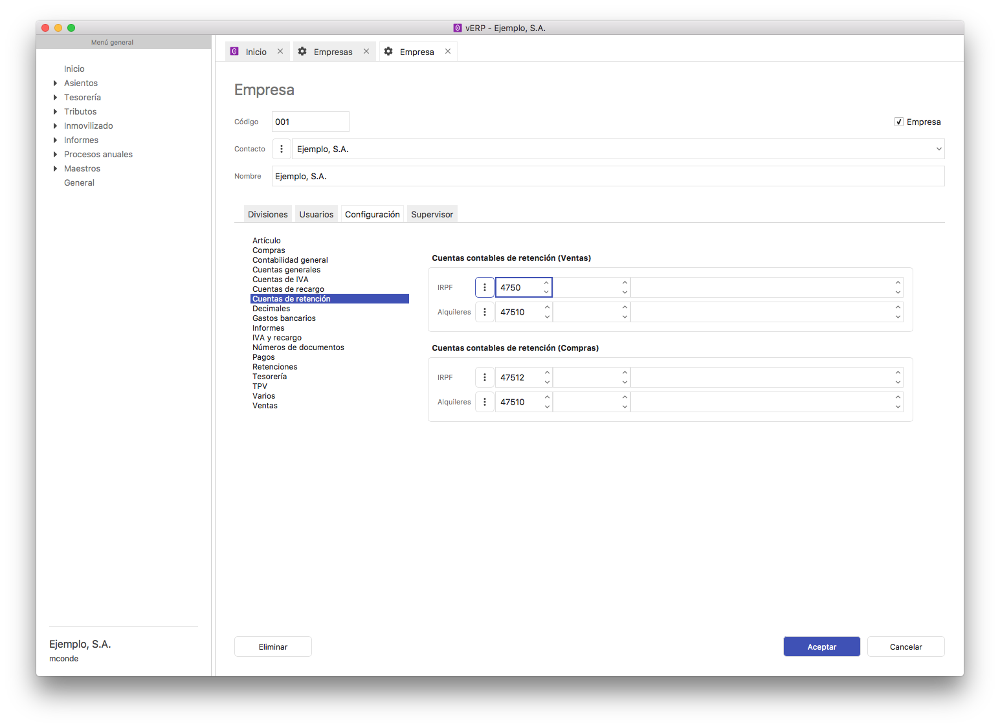 vERP - Ejemplo, S.A.
Menú general
Inicio
Asientos
Tesorería
Tributos
Inmovilizado
Informes
Procesos anuales
Maestros
General
Ejemplo, S.A.
mconde
Inicio Empresas Empresa
Empresa
Código 001 Empresa
Contacto Ejemplo, S.A.
Nombre Ejemplo, S.A.
Divisiones Usuarios Configuración Supervisor
Artículo
Compras
Contabilidad general
Cuentas generales
Cuentas de IVA
Cuentas de recargo
Cuentas de retención
Decimales
Gastos bancarios
Informes
IVA y recargo
Números de documentos
Pagos
Retenciones
Tesorería
TPV
Varios
Ventas
Cuentas contables de retención (Ventas)
IRPF 4750
Alquileres 47510
Cuentas contables de retención (Compras)
IRPF 47512
Alquileres 47510
Eliminar Aceptar Cancelar